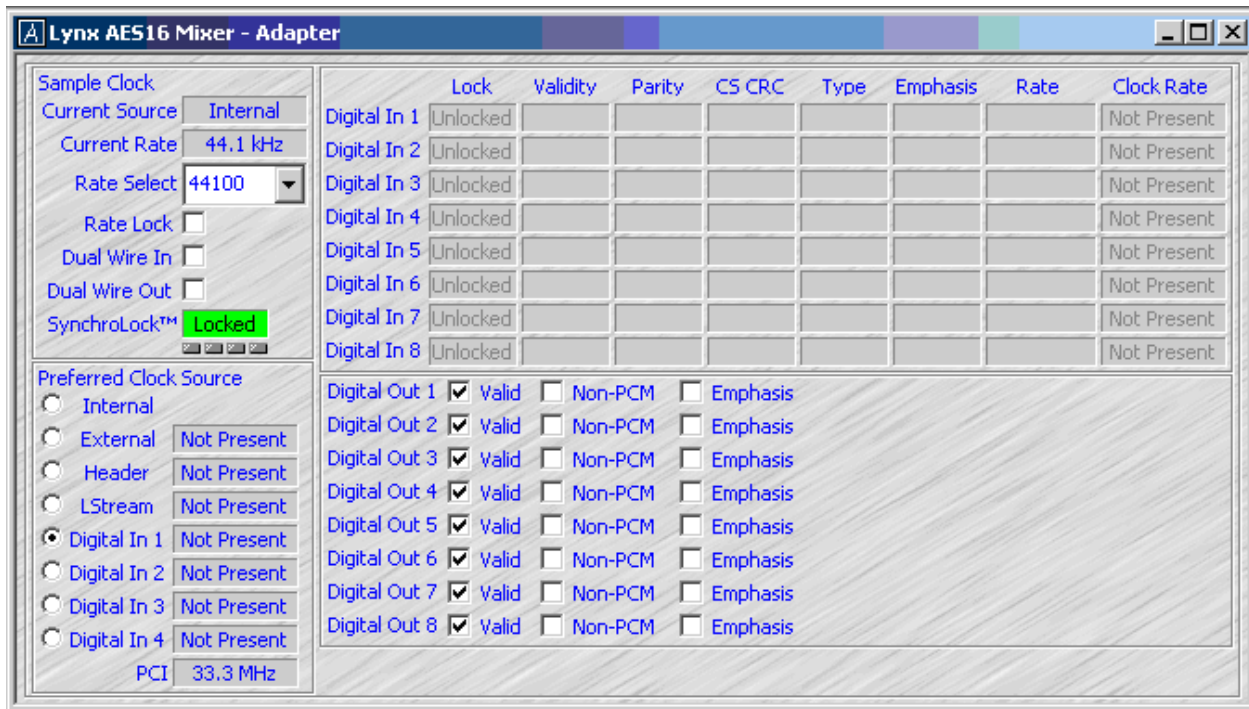 Lynx AES16 Mixer - Adapter
Sample Clock
Current Source Internal
Current Rate 44.1 kHz
Rate Select 44100
Rate Lock
Dual Wire In
Dual Wire Out
SynchroLock™ Locked
Preferred Clock Source
Internal
External Not Present
Header Not Present
LStream Not Present
Digital In 1 Not Present
Digital In 2 Not Present
Digital In 3 Not Present
Digital In 4 Not Present
PCI 33.3 MHz
Lock Validity Parity CS CRC Type Emphasis Rate Clock Rate
Digital In 1 Unlocked Not Present
Digital In 2 Unlocked Not Present
Digital In 3 Unlocked Not Present
Digital In 4 Unlocked Not Present
Digital In 5 Unlocked Not Present
Digital In 6 Unlocked Not Present
Digital In 7 Unlocked Not Present
Digital In 8 Unlocked Not Present
Digital Out 1 Valid Non-PCM Emphasis
Digital Out 2 Valid Non-PCM Emphasis
Digital Out 3 Valid Non-PCM Emphasis
Digital Out 4 Valid Non-PCM Emphasis
Digital Out 5 Valid Non-PCM Emphasis
Digital Out 6 Valid Non-PCM Emphasis
Digital Out 7 Valid Non-PCM Emphasis
Digital Out 8 Valid Non-PCM Emphasis